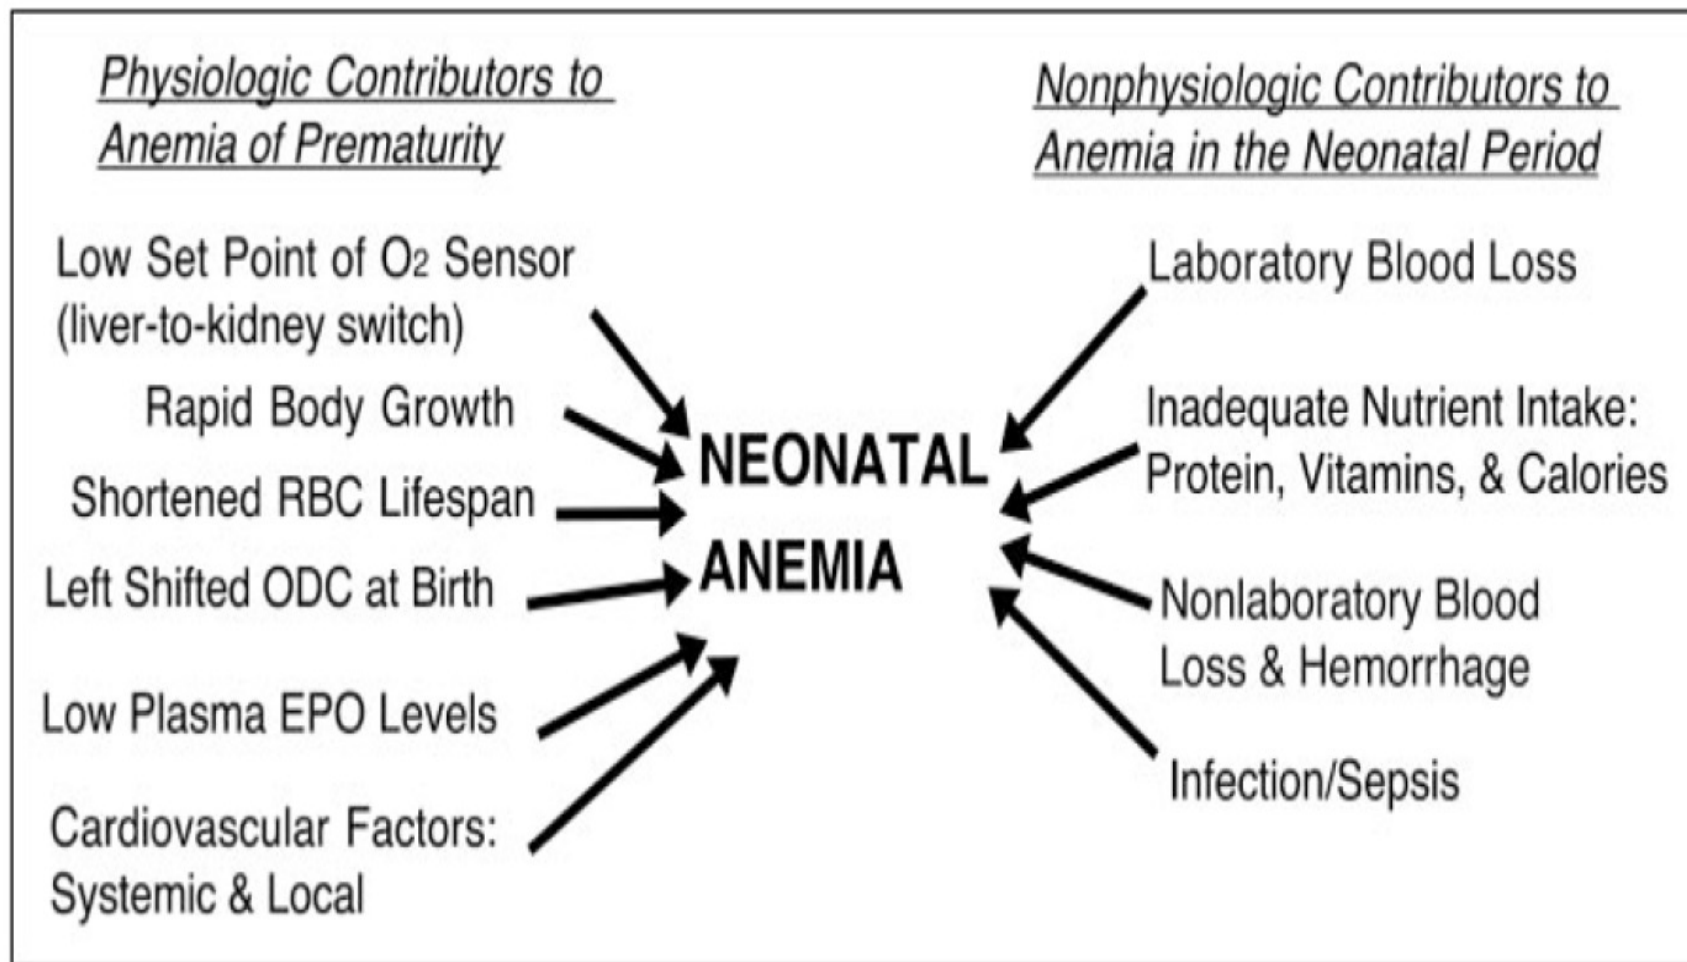 Physiologic Contributors to
Anemia of Prematurity
Low Set Point of O2 Sensor
(liver-to-kidney switch)
Rapid Body Growth
Shortened RBC Lifespan
Left Shifted ODC at Birth
Low Plasma EPO Levels
Cardiovascular Factors:
Systemic & Local
NEONATAL
ANEMIA
Nonphysiologic Contributors to
Anemia in the Neonatal Period
Laboratory Blood Loss
Inadequate Nutrient Intake:
Protein, Vitamins, & Calories
Nonlaboratory Blood
Loss & Hemorrhage
Infection/Sepsis